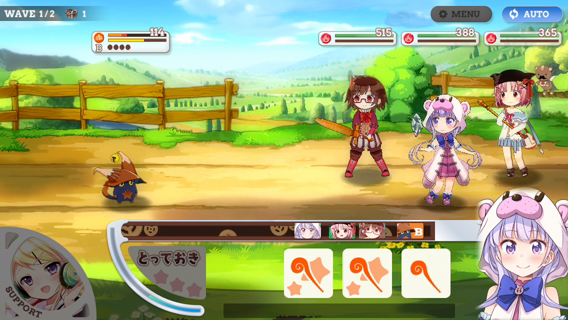 WAVE 1/2 1
MENU
AUTO
114
B
515
388
365
B
とっておき
SUPPORT